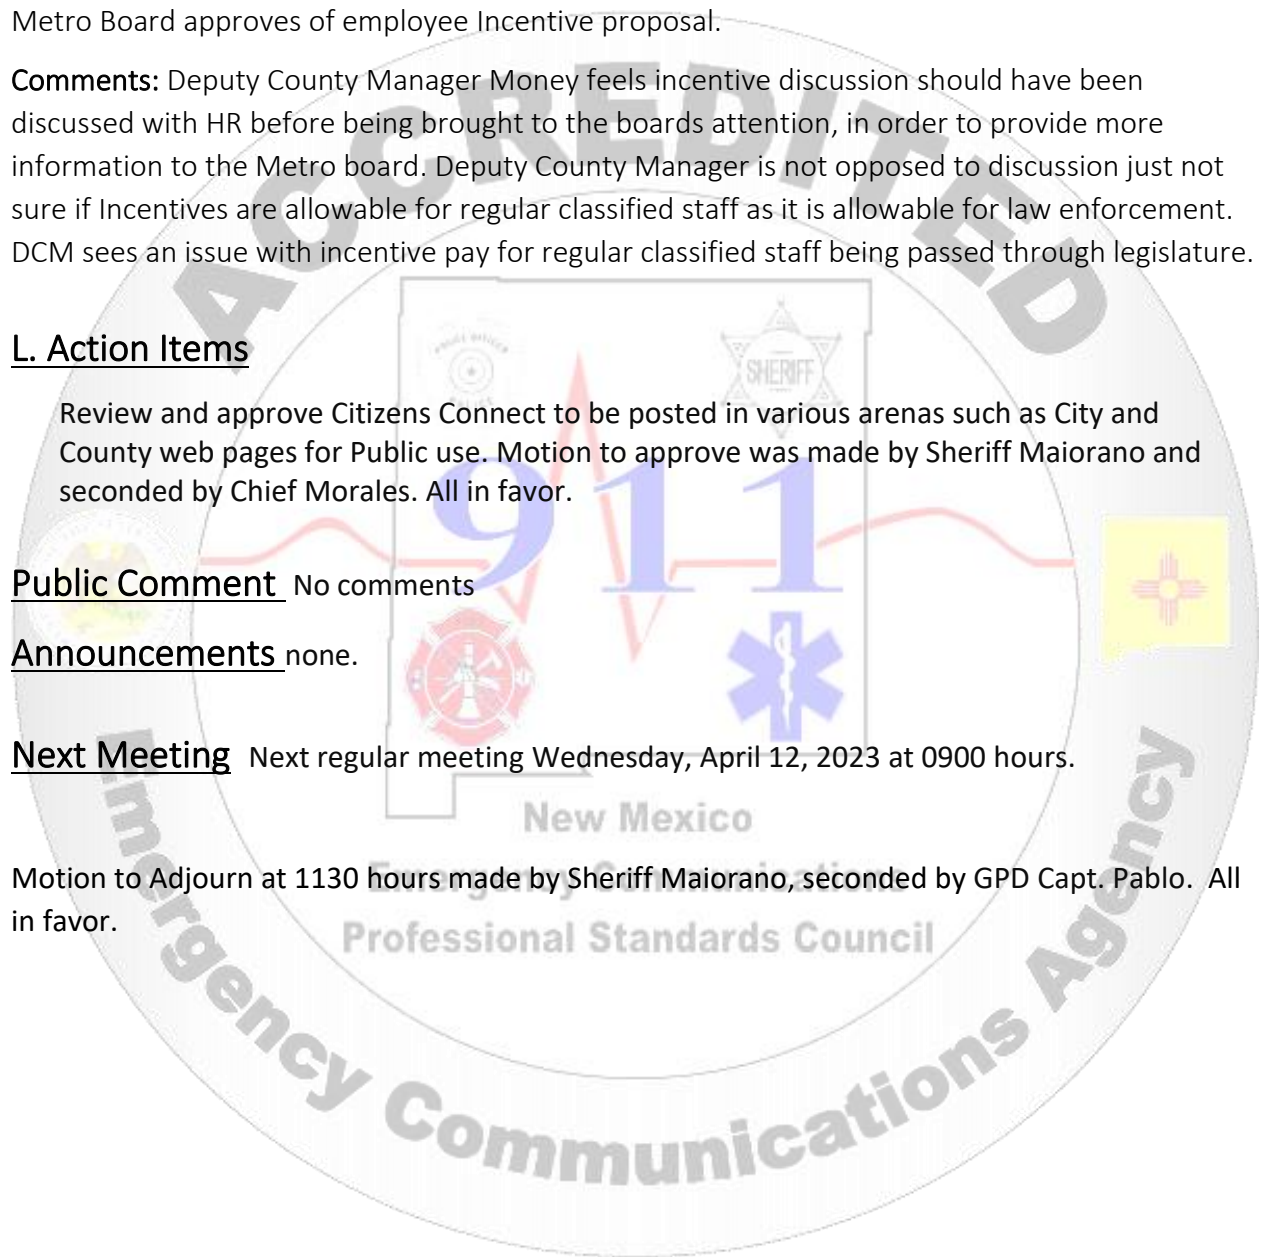 Metro Board approves of employee Incentive proposal.
Comments: Deputy County Manager Money feels incentive discussion should have been
discussed with HR before being brought to the boards attention, in order to provide more
information to the Metro board. Deputy County Manager is not opposed to discussion just not
sure if Incentives are allowable for regular classified staff as it is allowable for law enforcement.
DCM sees an issue with incentive pay for regular classified staff being passed through legislature.
L. Action Items
Review and approve Citizens Connect to be posted in various arenas such as City and
County web pages for Public use. Motion to approve was made by Sheriff Maiorano and
seconded by Chief Morales. All in favor.
Public Comment No comments
Announcements none.
Next Meeting Next regular meeting Wednesday, April 12, 2023 at 0900 hours.
Motion to Adjourn at 1130 hours made by Sheriff Maiorano, seconded by GPD Capt. Pablo. All
in favor.
ACCREDITED
SHERIFF
911
New Mexico
Emergency Communications
Professional Standards Council
Emergency Communications Agency